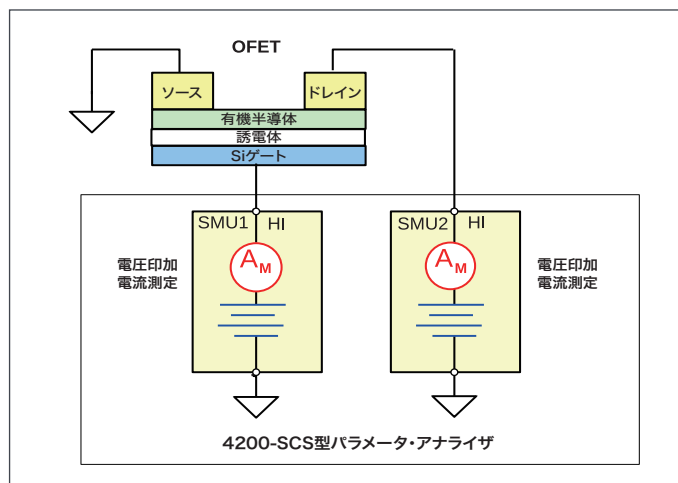 OFET
ソース
ドレイン
有機半導体
誘電体
Siゲート
SMU1 HI
AM
電圧印加
電流測定
SMU2 HI
AM
電圧印加
電流測定
4200-SCS型パラメータ・アナライザ